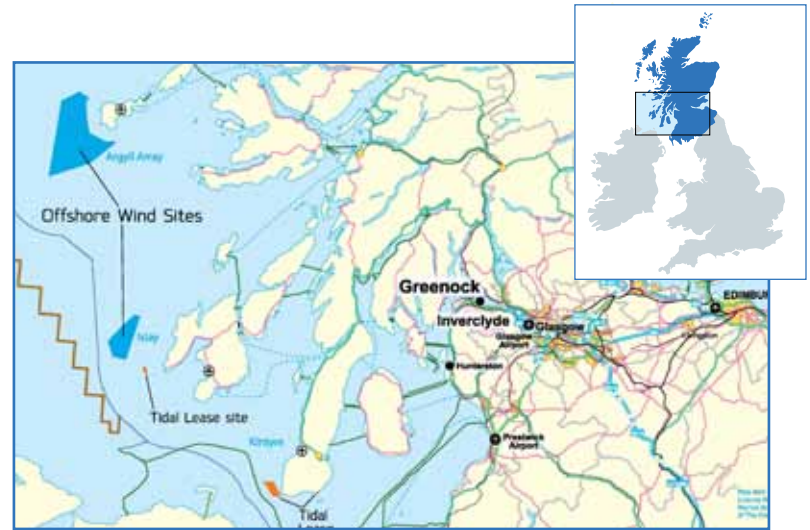 Argyll Array
Offshore Wind Sites
Greenock
Inverclyde
EDINBU
Glasgow
Glasgow
Airport
Islay
Hunterston
Tidal Lease site
Kintyre
Prestwick
Airport
Tidal